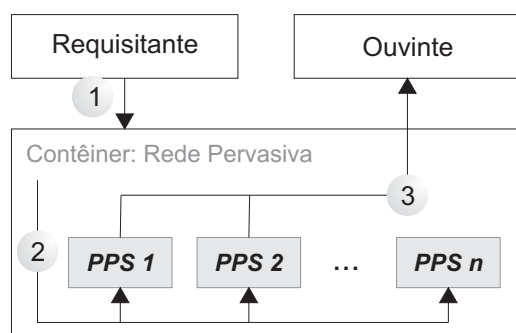 Requisitante
Ouvinte
1
Contêiner: Rede Pervasiva
3
2
PPS 1
PPS 2
...
PPS n